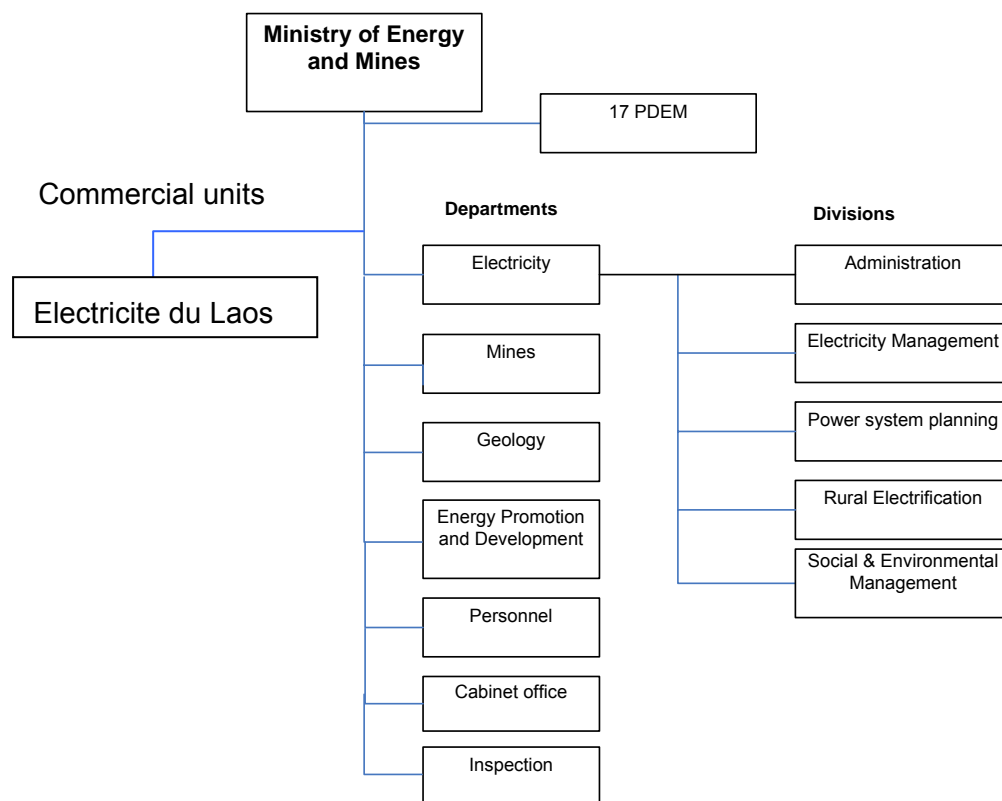 Ministry of Energy
and Mines
17 PDEM
Commercial units
Electricite du Laos
Departments
Electricity
Mines
Geology
Energy Promotion
and Development
Personnel
Cabinet office
Inspection
Divisions
Administration
Electricity Management
Power system planning
Rural Electrification
Social & Environmental
Management